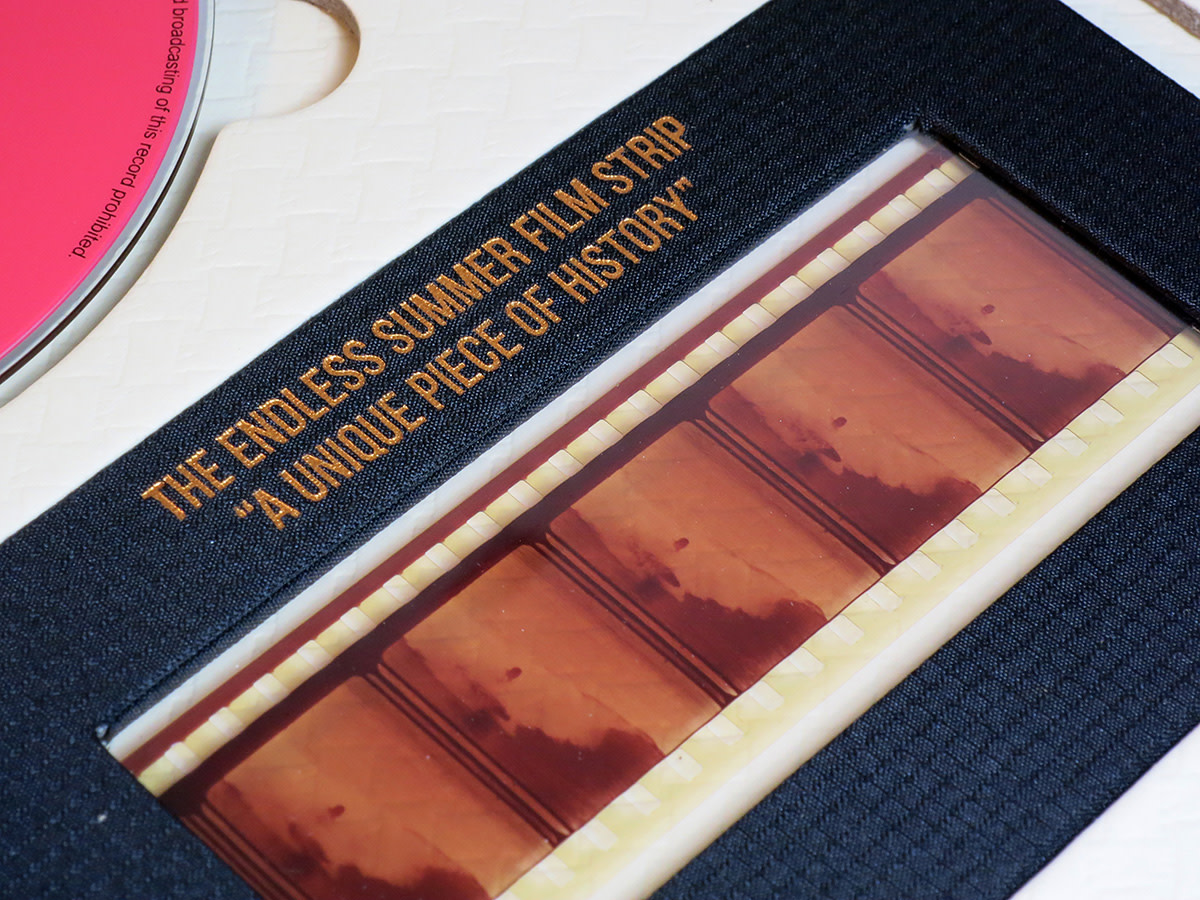 broadcasting of this record prohibited.
THE ENDLESS SUMMER FILM STRIP
"A UNIQUE PIECE OF HISTORY"